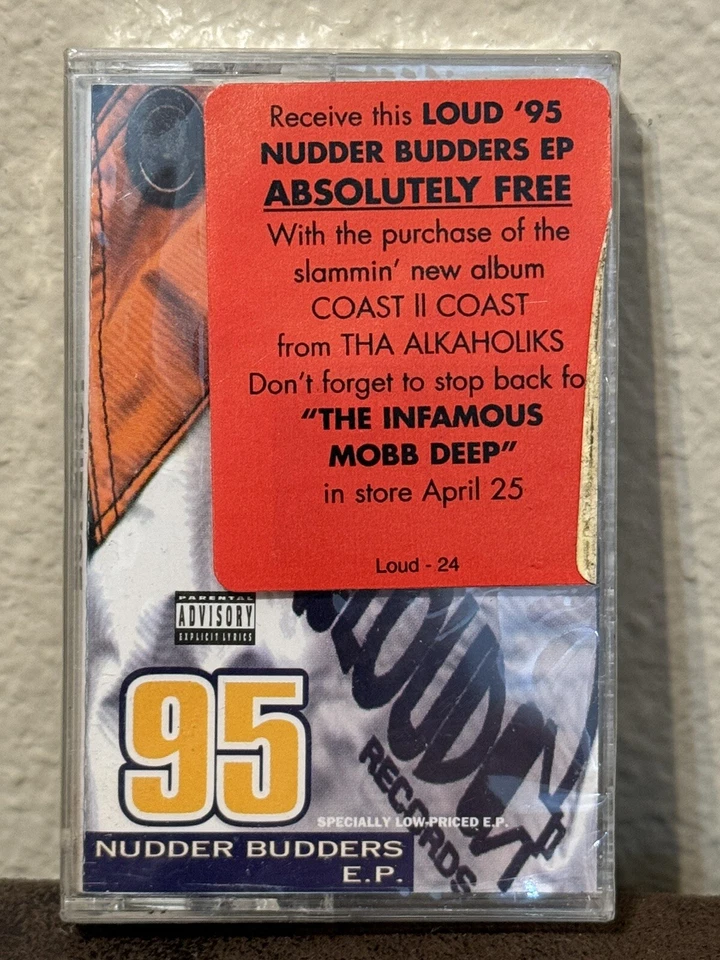 Receive this LOUD '95
NUDDER BUDDERS EP
ABSOLUTELY FREE
With the purchase of the
slammin' new album
COAST II COAST
from THA ALKAHOLIKS
Don't forget to stop back fo
"THE INFAMOUS
MOBB DEEP"
in store April 25
Loud - 24
PARENTAL
ADVISORY
EXPLICIT LYRICS
LOUD
RECORDS
95
SPECIALLY LOW-PRICED E.P.
NUDDER BUDDERS
E.P.